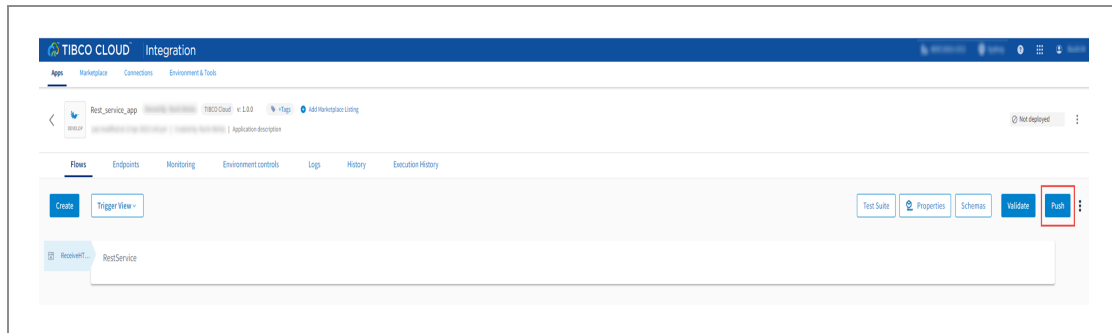 TIBCO CLOUD Integration
Apps Marketplace Connections Environment & Tools
Rest_service_app TIBCO Cloud v: 1.0.0 +Tags Add Marketplace Listing
DEVELOP Application description
Not deployed
Flows Endpoints Monitoring Environment controls Logs History Execution History
Create Trigger View Test Suite Properties Schemas Validate Push
ReceiveHT... RestService